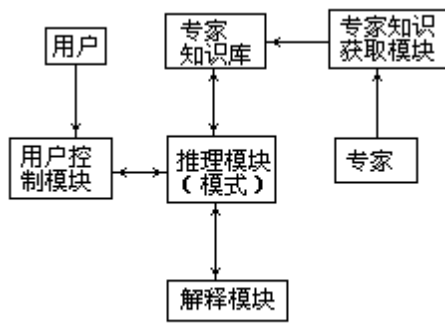 用户
专家
知识库
专家知识
获取模块
用户控
制模块
推理模块
(模式)
专家
解释模块